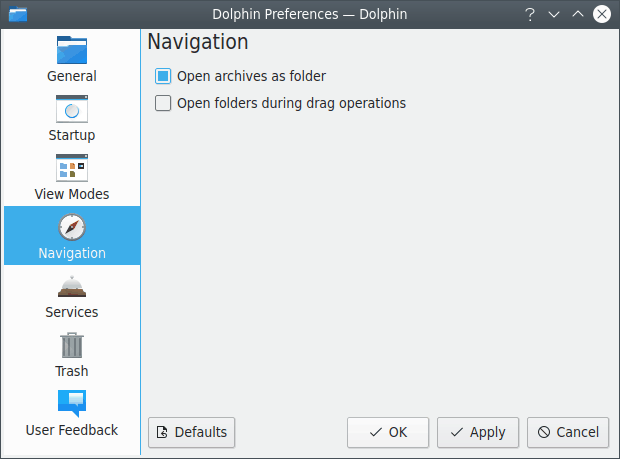 Dolphin Preferences — Dolphin
?
General
Startup
View Modes
Navigation
Services
Trash
User Feedback
Navigation
Open archives as folder
Open folders during drag operations
Defaults
OK
Apply
Cancel